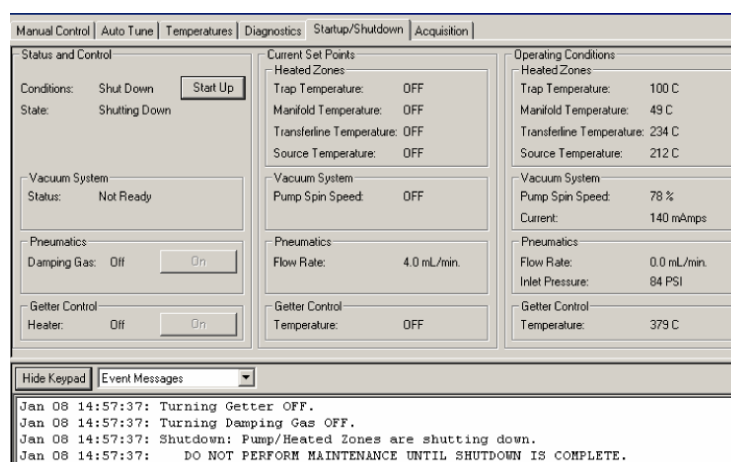 Manual Control Auto Tune Temperatures Diagnostics Startup/Shutdown Acquisition
Status and Control
Conditions: Shut Down Start Up
State: Shutting Down
Vacuum System
Status: Not Ready
Pneumatics
Damping Gas: Off On
Getter Control
Heater: Off On
Current Set Points
Heated Zones
Trap Temperature: OFF
Manifold Temperature: OFF
Transferline Temperature: OFF
Source Temperature: OFF
Vacuum System
Pump Spin Speed: OFF
Pneumatics
Flow Rate: 4.0 mL/min.
Getter Control
Temperature: OFF
Operating Conditions
Heated Zones
Trap Temperature: 100 C
Manifold Temperature: 49 C
Transferline Temperature: 234 C
Source Temperature: 212 C
Vacuum System
Pump Spin Speed: 78 %
Current: 140 mAmps
Pneumatics
Flow Rate: 0.0 mL/min.
Inlet Pressure: 84 PSI
Getter Control
Temperature: 379 C
Hide Keypad Event Messages
Jan 08 14:57:37: Turning Getter OFF.
Jan 08 14:57:37: Turning Damping Gas OFF.
Jan 08 14:57:37: Shutdown: Pump/Heated Zones are shutting down.
Jan 08 14:57:37: DO NOT PERFORM MAINTENANCE UNTIL SHUTDOWN IS COMPLETE.